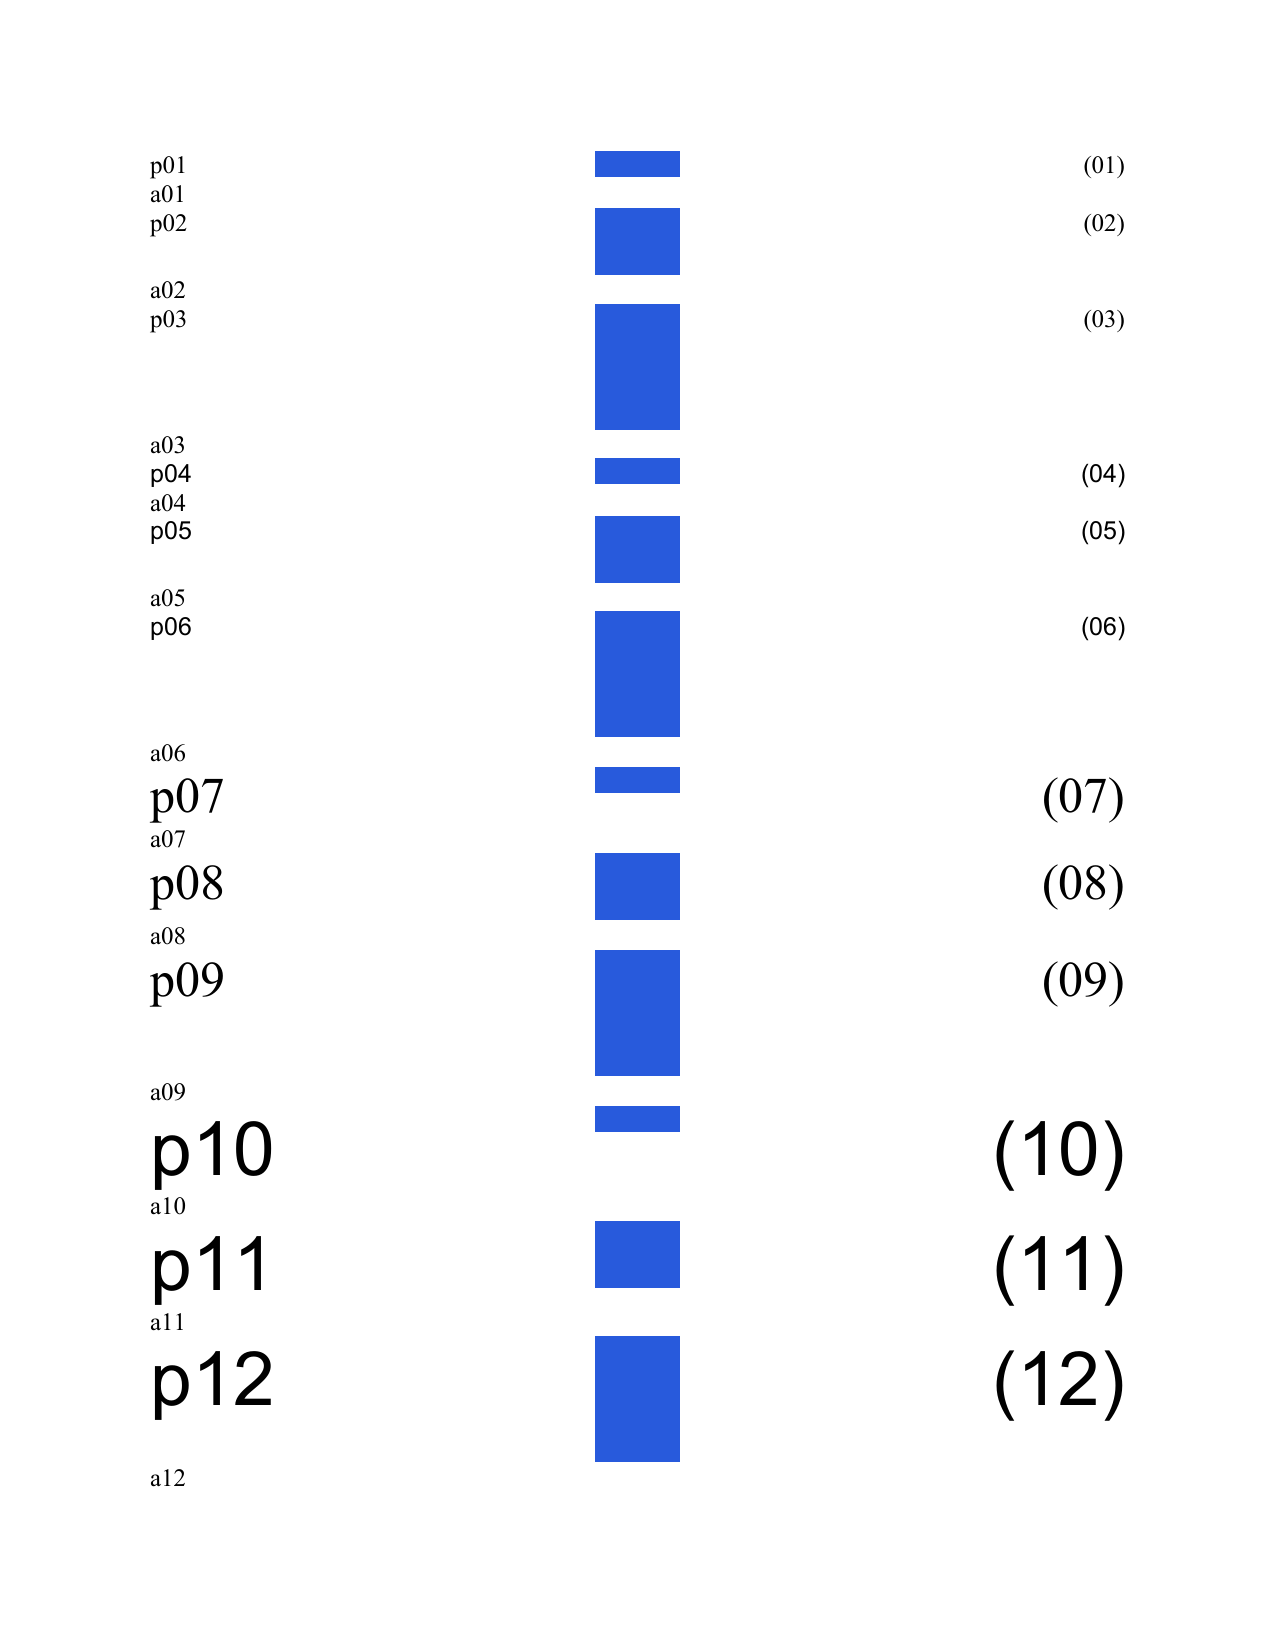 p01 (01)
a01
p02 (02)
a02
p03 (03)
a03
p04 (04)
a04
p05 (05)
a05
p06 (06)
a06
p07 (07)
a07
p08 (08)
a08
p09 (09)
a09
p10 (10)
a10
p11 (11)
a11
p12 (12)
a12